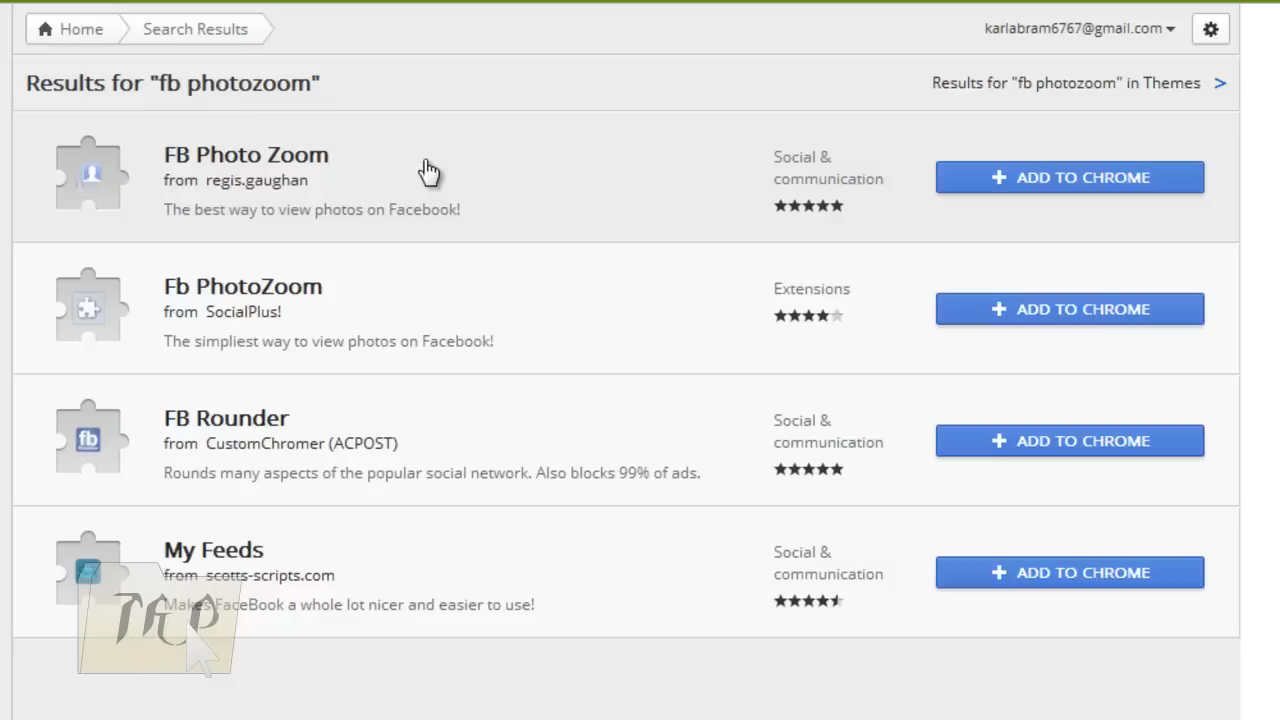 Home Search Results karlabram6767@gmail.com
Results for "fb photozoom" Results for "fb photozoom" in Themes >
FB Photo Zoom
from regis.gaughan
The best way to view photos on Facebook!
Social &
communication
+ ADD TO CHROME
Fb PhotoZoom
from SocialPlus!
The simpliest way to view photos on Facebook!
Extensions
+ ADD TO CHROME
fb
FB Rounder
from CustomChromer (ACPOST)
Rounds many aspects of the popular social network. Also blocks 99% of ads.
Social &
communication
+ ADD TO CHROME
My Feeds
from scotts-scripts.com
Makes FaceBook a whole lot nicer and easier to use!
Social &
communication
+ ADD TO CHROME